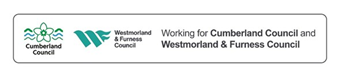 Cumberland
Council
Westmorland
& Furness
Council
Working for Cumberland Council and
Westmorland & Furness Council